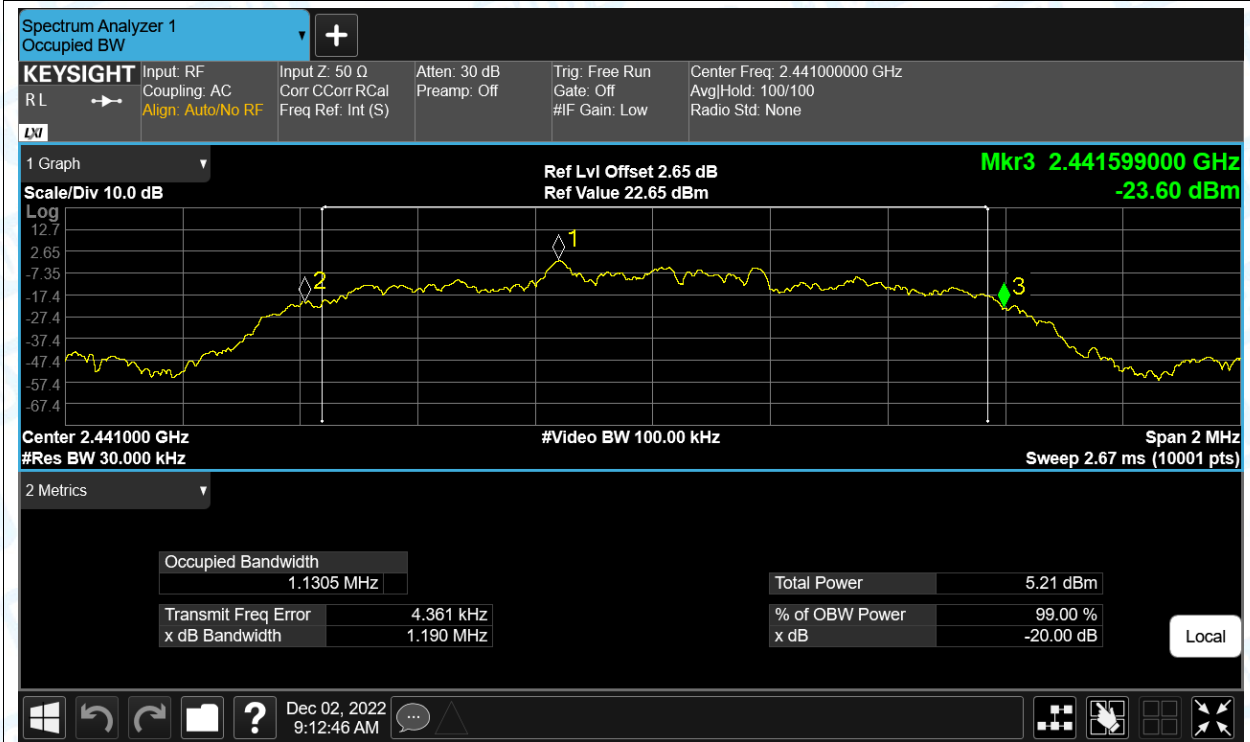 Spectrum Analyzer 1
Occupied BW
KEYSIGHT
R L
LXI
Input: RF
Coupling: AC
Align: Auto/No RF
Input Z: 50 Ω
Corr CCorr RCal
Freq Ref: Int (S)
Atten: 30 dB
Preamp: Off
Trig: Free Run
Gate: Off
#IF Gain: Low
Center Freq: 2.441000000 GHz
Avg|Hold: 100/100
Radio Std: None
1 Graph
Scale/Div 10.0 dB
Ref Lvl Offset 2.65 dB
Ref Value 22.65 dBm
Mkr3 2.441599000 GHz
-23.60 dBm
Log
12.7
2.65
-7.35
-17.4
-27.4
-37.4
-47.4
-57.4
-67.4
1
2
3
Center 2.441000 GHz
#Video BW 100.00 kHz
Span 2 MHz
#Res BW 30.000 kHz
Sweep 2.67 ms (10001 pts)
2 Metrics
Occupied Bandwidth
1.1305 MHz
Total Power 5.21 dBm
Transmit Freq Error 4.361 kHz
% of OBW Power 99.00 %
x dB Bandwidth 1.190 MHz
x dB -20.00 dB
Local
?
Dec 02, 2022
9:12:46 AM